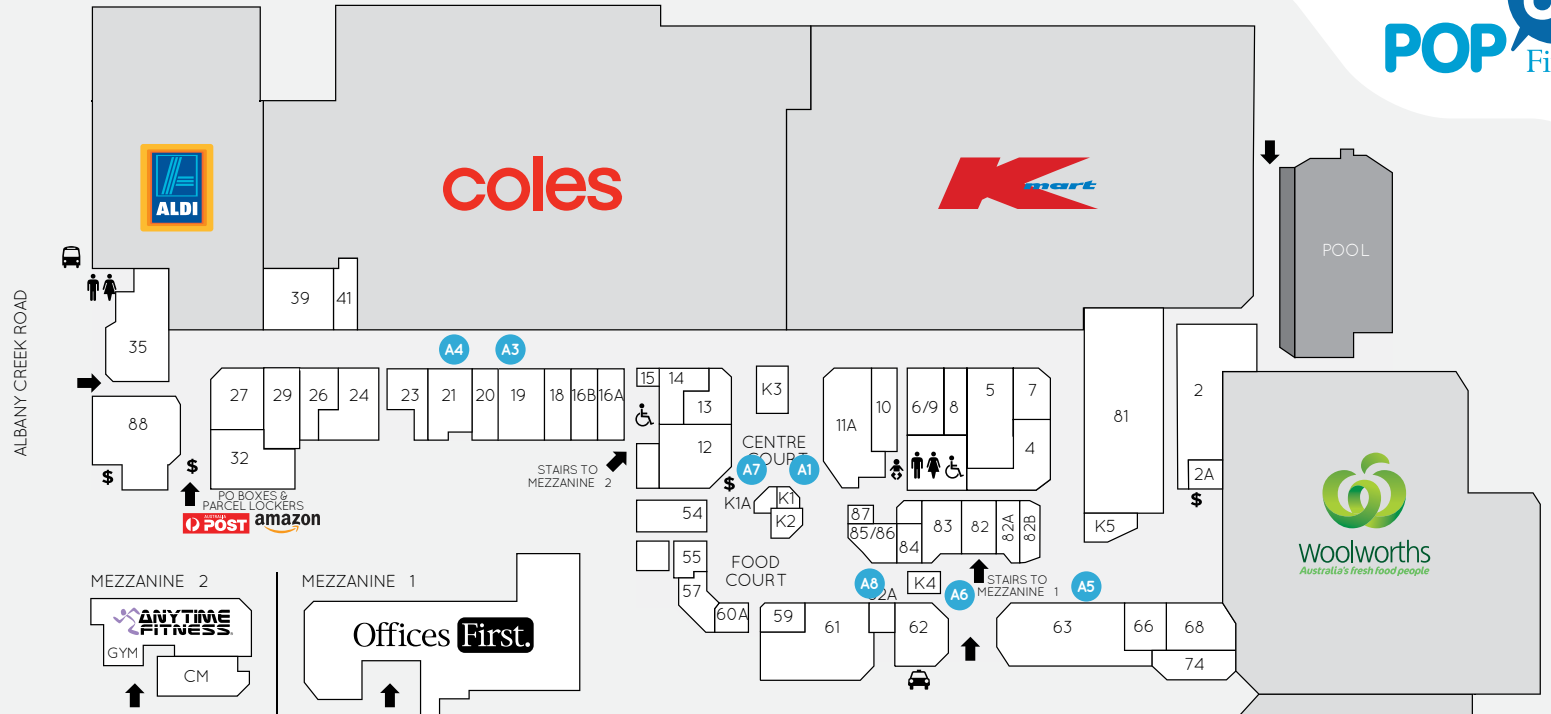 POP
Fi
ALDI
coles
Kmart
POOL
ALBANY CREEK ROAD
39
41
35
A4
A3
27
29
26
24
23
21
20
19
18
16B
16A
15
14
13
K3
11A
10
6/9
8
5
7
81
2
88
32
12
CENTRE
COURT
4
2A
A7
A1
$
$
$
$
STAIRS TO
MEZZANINE 2
PO BOXES &
PARCEL LOCKERS
AUSTRALIA
POST
amazon
K1A
K1
K2
54
87
85/86
84
83
82
82A
82B
K5
Woolworths
Australia's fresh food people
55
57
60A
FOOD
COURT
A8
K4
A6
STAIRS TO
MEZZANINE 1
A5
59
61
62
63
66
68
74
MEZZANINE 2
ANYTIME
FITNESS.
GYM
CM
MEZZANINE 1
Offices First.